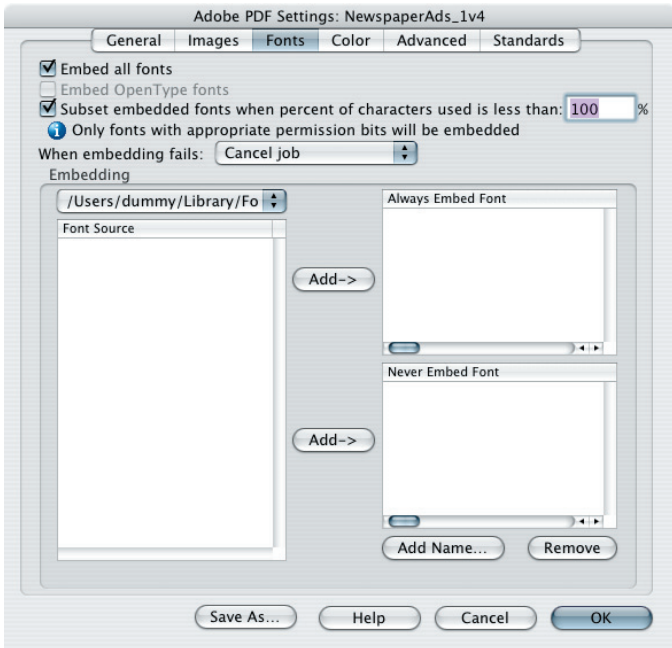 Adobe PDF Settings: NewspaperAds_1v4
General Images Fonts Color Advanced Standards
Embed all fonts
Embed OpenType fonts
Subset embedded fonts when percent of characters used is less than: 100 %
Only fonts with appropriate permission bits will be embedded
When embedding fails: Cancel job
Embedding
/Users/dummy/Library/Fo
Font Source
Always Embed Font
Add->
Never Embed Font
Add->
Add Name... Remove
Save As... Help Cancel OK